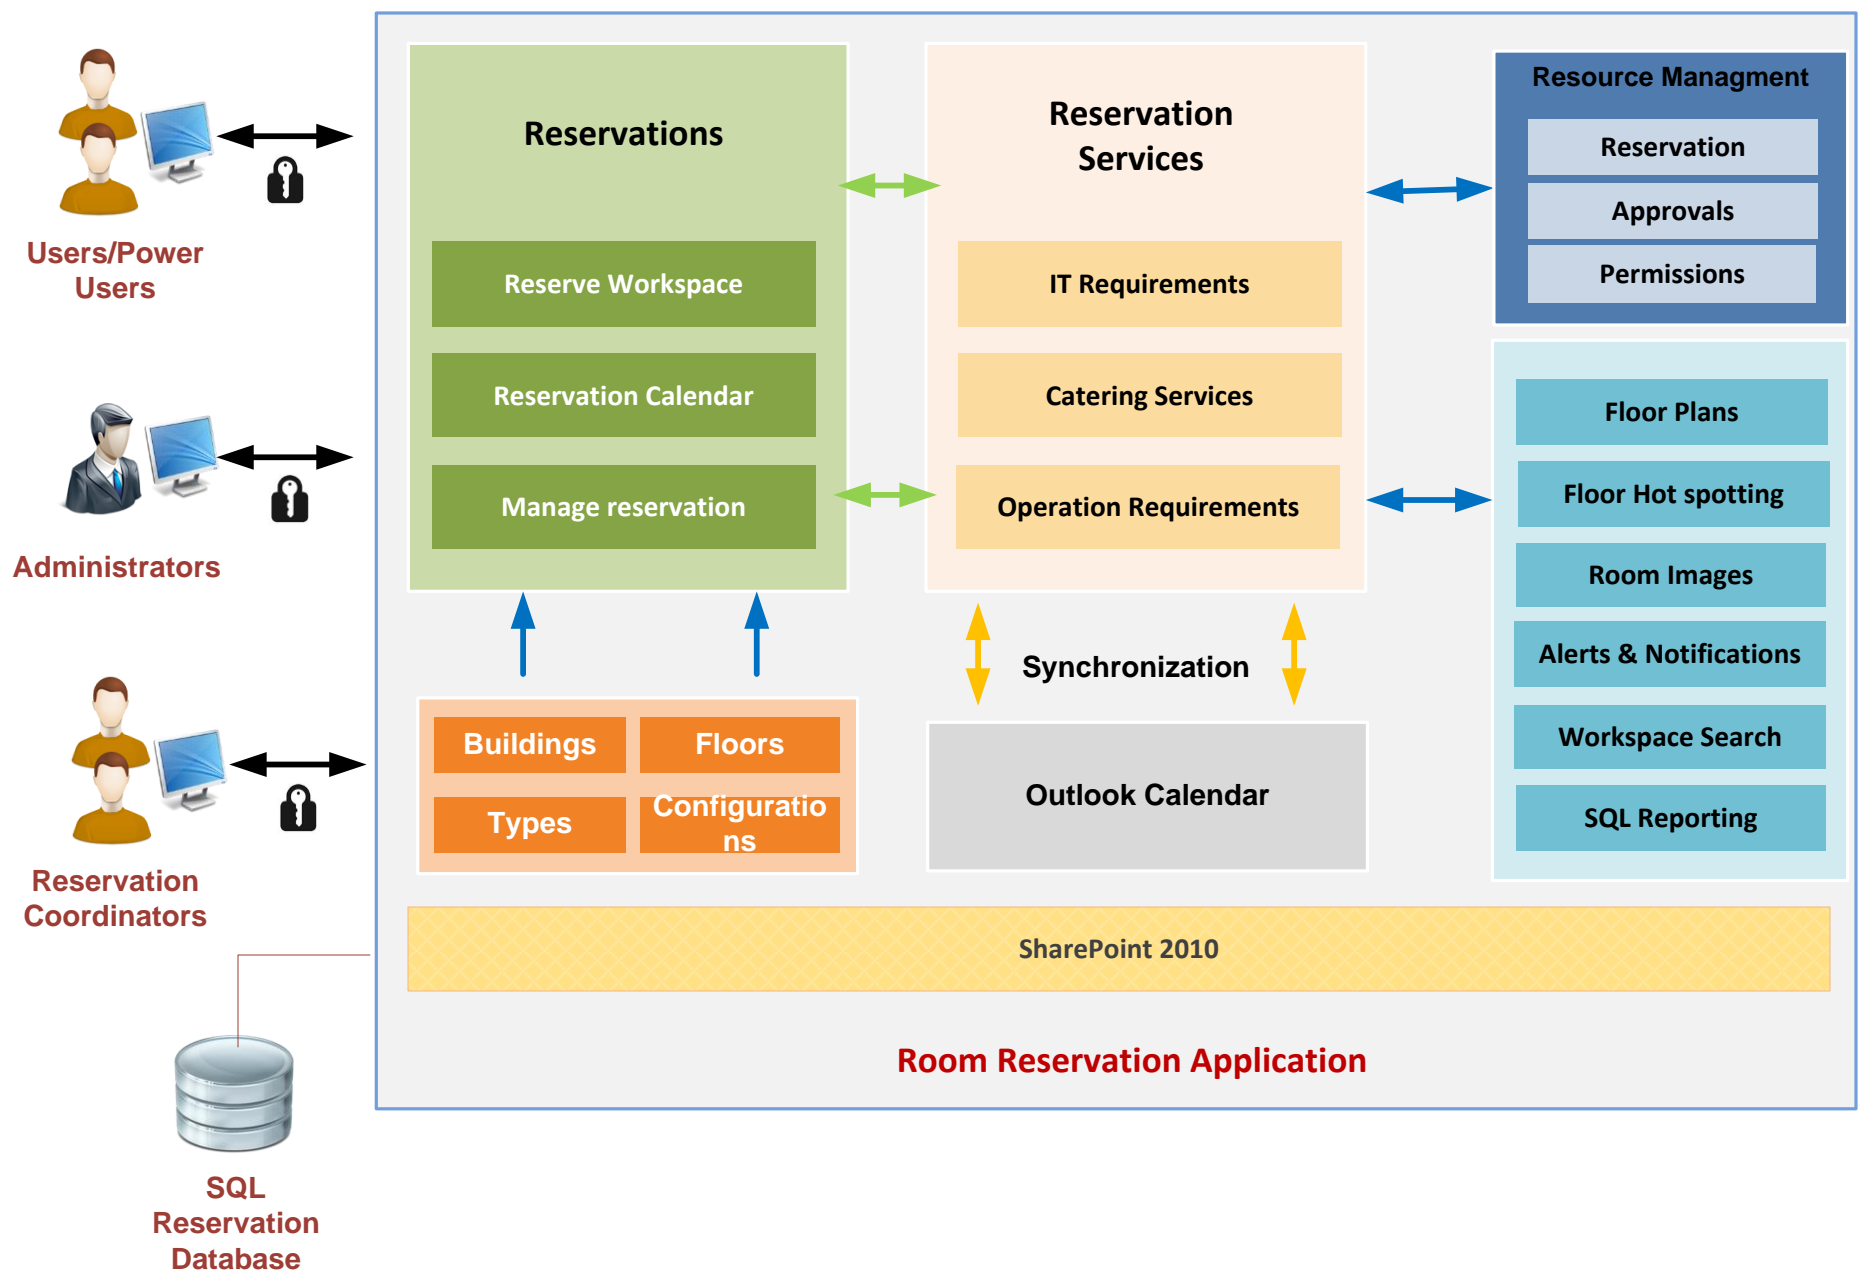 Users/Power
Users
Administrators
Reservation
Coordinators
SQL
Reservation
Database
Reservations
Reserve Workspace
Reservation Calendar
Manage reservation
Reservation
Services
IT Requirements
Catering Services
Operation Requirements
Resource Managment
Reservation
Approvals
Permissions
Floor Plans
Floor Hot spotting
Room Images
Alerts & Notifications
Workspace Search
SQL Reporting
Buildings
Floors
Types
Configuratio
ns
Synchronization
Outlook Calendar
SharePoint 2010
Room Reservation Application